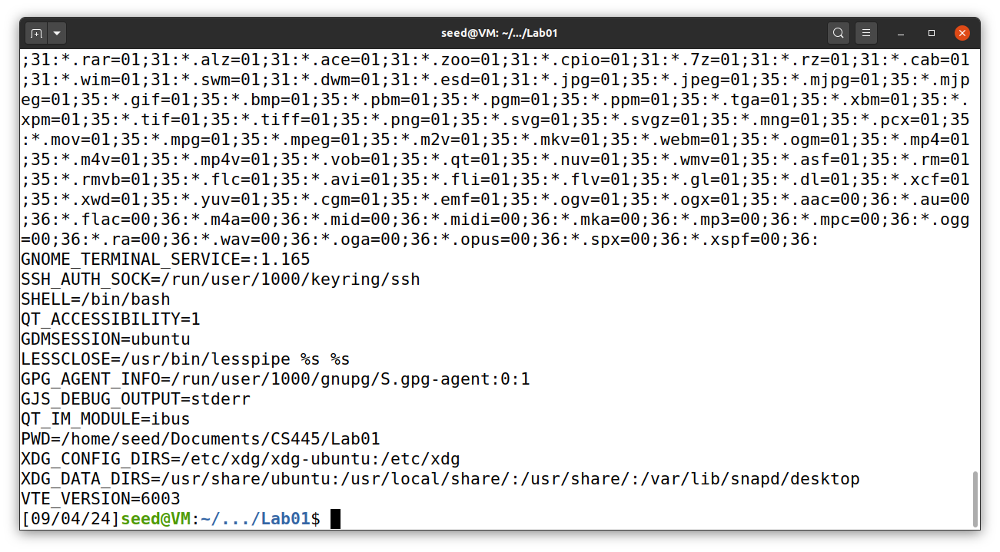 seed@VM: ~/.../Lab01
;31:*.rar=01;31:*.alz=01;31:*.ace=01;31:*.zoo=01;31:*.cpio=01;31:*.7z=01;31:*.rz=01;31:*.cab=01
;31:*.wim=01;31:*.swm=01;31:*.dwm=01;31:*.esd=01;31:*.jpg=01;35:*.jpeg=01;35:*.mjpg=01;35:*.mjp
eg=01;35:*.gif=01;35:*.bmp=01;35:*.pbm=01;35:*.pgm=01;35:*.ppm=01;35:*.tga=01;35:*.xbm=01;35:*.
xpm=01;35:*.tif=01;35:*.tiff=01;35:*.png=01;35:*.svg=01;35:*.svgz=01;35:*.mng=01;35:*.pcx=01;35
:*.mov=01;35:*.mpg=01;35:*.mpeg=01;35:*.m2v=01;35:*.mkv=01;35:*.webm=01;35:*.ogm=01;35:*.mp4=01
;35:*.m4v=01;35:*.mp4v=01;35:*.vob=01;35:*.qt=01;35:*.nuv=01;35:*.wmv=01;35:*.asf=01;35:*.rm=01
;35:*.rmvb=01;35:*.flc=01;35:*.avi=01;35:*.fli=01;35:*.flv=01;35:*.gl=01;35:*.dl=01;35:*.xcf=01
;35:*.xwd=01;35:*.yuv=01;35:*.cgm=01;35:*.emf=01;35:*.ogv=01;35:*.ogx=01;35:*.aac=00;36:*.au=00
;36:*.flac=00;36:*.m4a=00;36:*.mid=00;36:*.midi=00;36:*.mka=00;36:*.mp3=00;36:*.mpc=00;36:*.ogg
=00;36:*.ra=00;36:*.wav=00;36:*.oga=00;36:*.opus=00;36:*.spx=00;36:*.xspf=00;36:
GNOME_TERMINAL_SERVICE=:1.165
SSH_AUTH_SOCK=/run/user/1000/keyring/ssh
SHELL=/bin/bash
QT_ACCESSIBILITY=1
GDMSESSION=ubuntu
LESSCLOSE=/usr/bin/lesspipe %s %s
GPG_AGENT_INFO=/run/user/1000/gnupg/S.gpg-agent:0:1
GJS_DEBUG_OUTPUT=stderr
QT_IM_MODULE=ibus
PWD=/home/seed/Documents/CS445/Lab01
XDG_CONFIG_DIRS=/etc/xdg/xdg-ubuntu:/etc/xdg
XDG_DATA_DIRS=/usr/share/ubuntu:/usr/local/share/:/usr/share/:/var/lib/snapd/desktop
VTE_VERSION=6003
[09/04/24]seed@VM:~/.../Lab01$